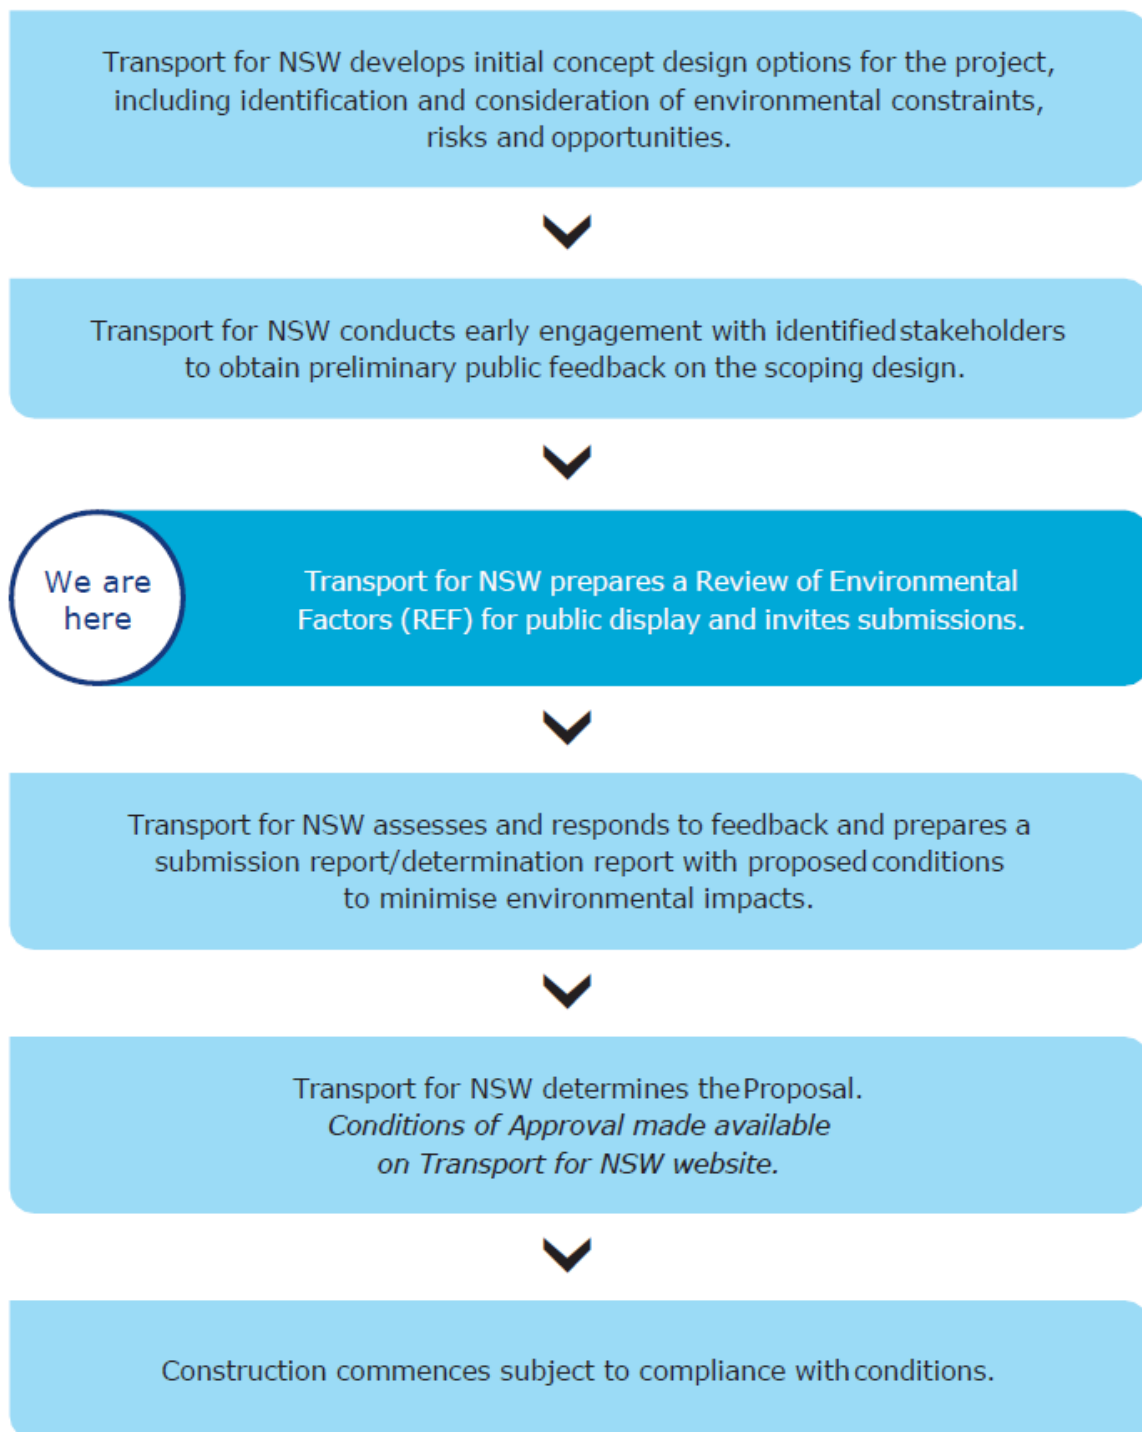 Transport for NSW develops initial concept design options for the project,
including identification and consideration of environmental constraints,
risks and opportunities.
Transport for NSW conducts early engagement with identified stakeholders
to obtain preliminary public feedback on the scoping design.
We are
here
Transport for NSW prepares a Review of Environmental
Factors (REF) for public display and invites submissions.
Transport for NSW assesses and responds to feedback and prepares a
submission report/determination report with proposed conditions
to minimise environmental impacts.
Transport for NSW determines the Proposal.
Conditions of Approval made available
on Transport for NSW website.
Construction commences subject to compliance with conditions.